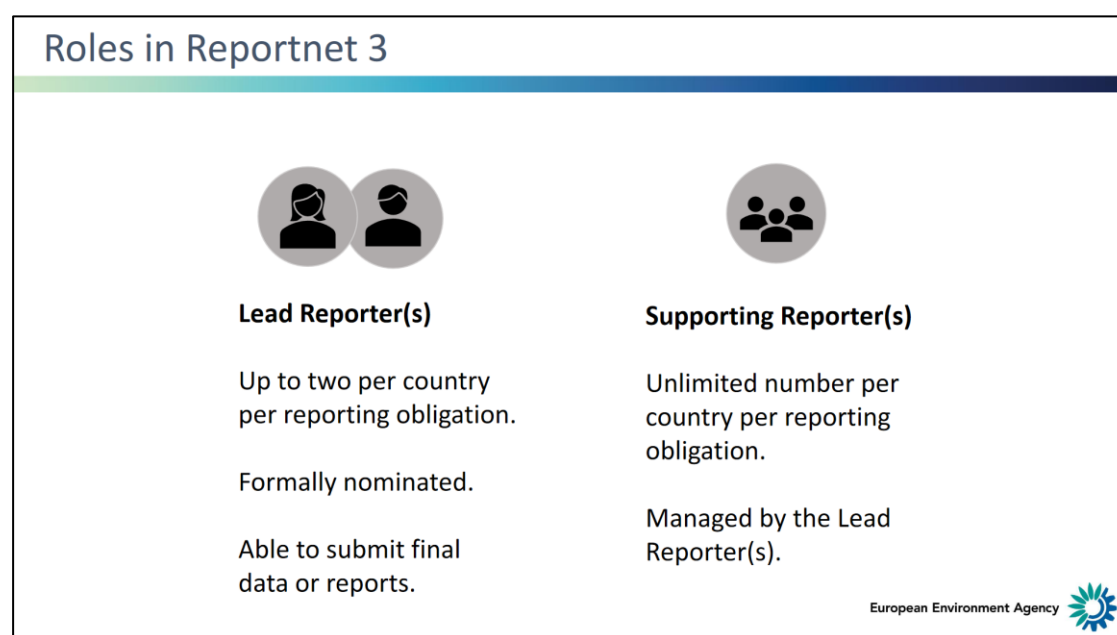 Roles in Reportnet 3
Lead Reporter(s)
Up to two per country
per reporting obligation.
Formally nominated.
Able to submit final
data or reports.
Supporting Reporter(s)
Unlimited number per
country per reporting
obligation.
Managed by the Lead
Reporter(s).
European Environment Agency